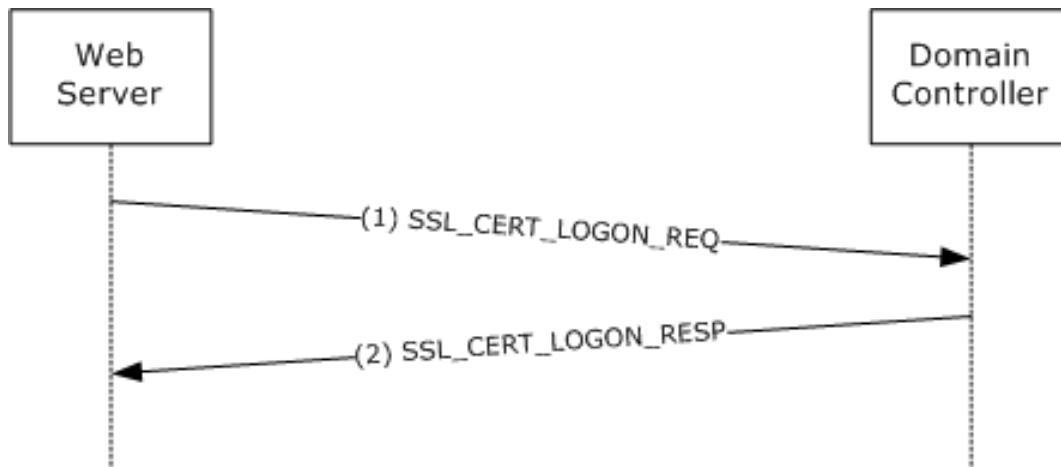 Web
Server
Domain
Controller
(1) SSL_CERT_LOGON_REQ
(2) SSL_CERT_LOGON_RESP